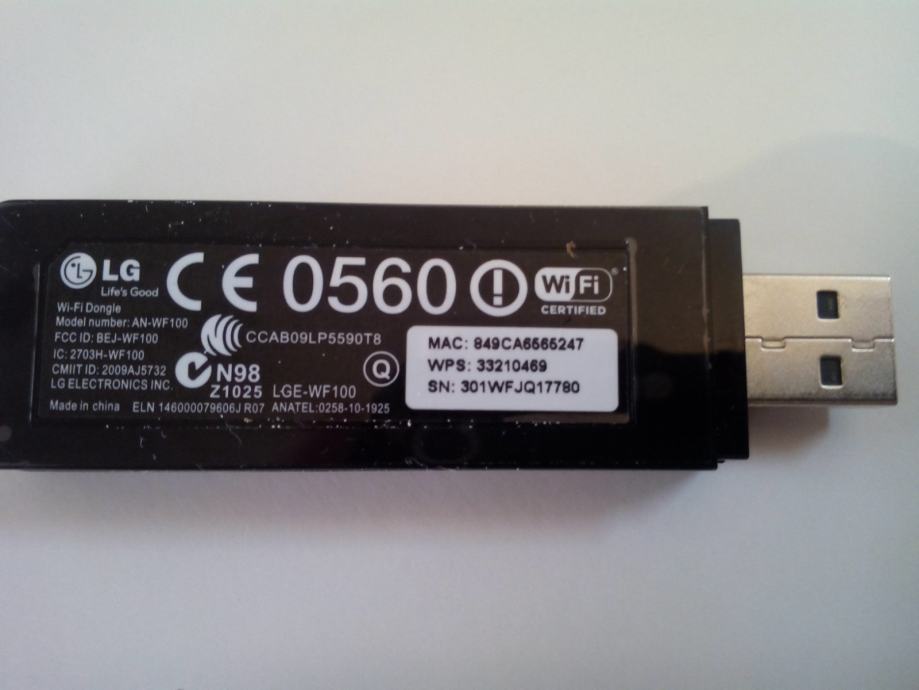 LG
Life's Good
CE 0560
Wi Fi
CERTIFIED
Wi-Fi Dongle
Model number: AN-WF100
FCC ID: BEJ-WF100
IC: 2703H-WF100
CMIIT ID: 2009AJ5732
LG ELECTRONICS INC.
Made in china ELN 146000079606J R07 ANATEL:0258-10-1925
CCAB09LP5590T8
N98
Z1025 LGE-WF100
Q
MAC: 849CA6565247
WPS: 33210469
SN: 301WFJQ17780